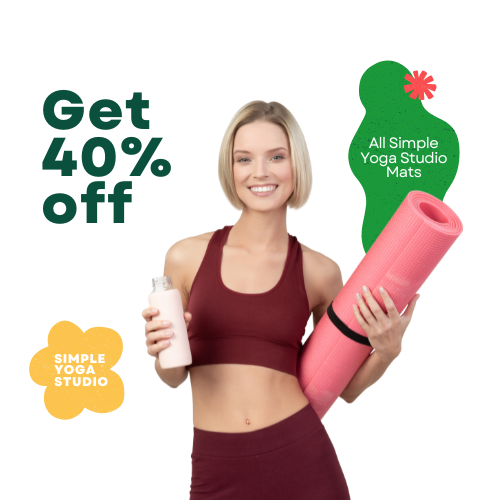 Get
40%
off
All Simple
Yoga Studio
Mats
SIMPLE
YOGA
STUDIO